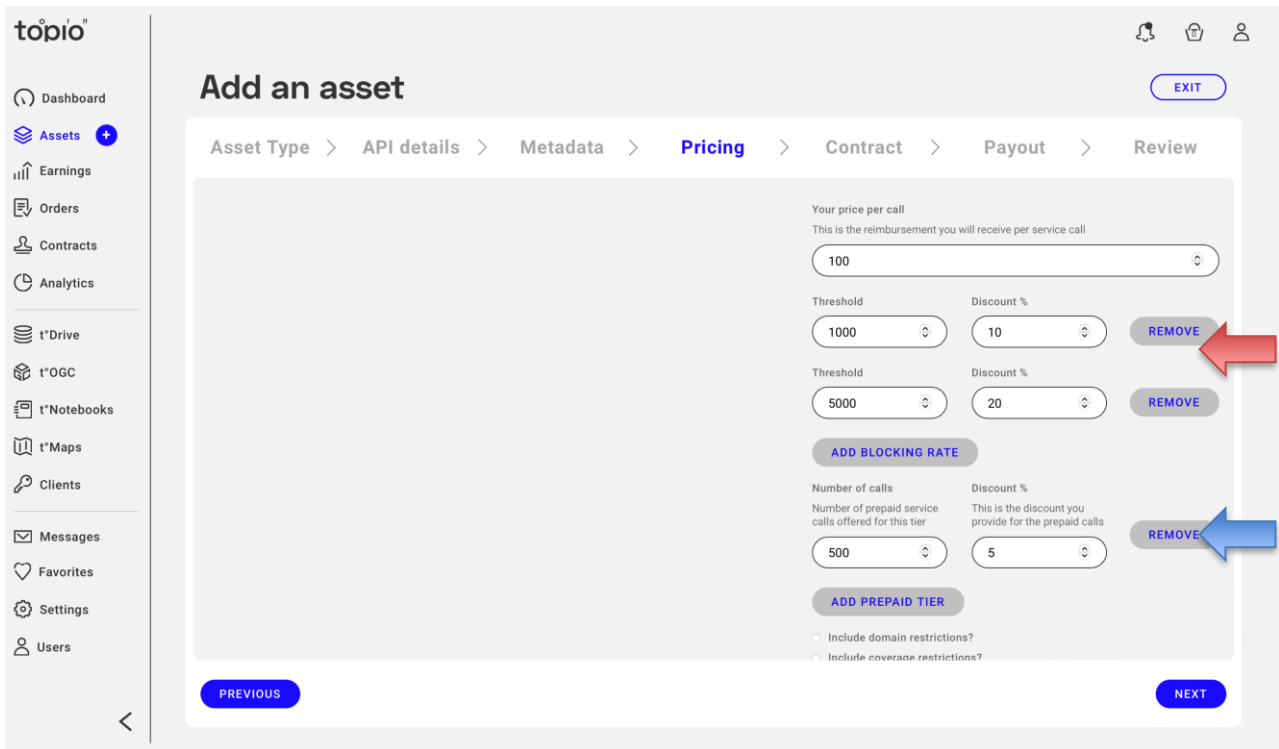 topio"
Add an asset
EXIT
Dashboard
Assets +
Earnings
Orders
Contracts
Analytics
t°Drive
t°OGC
t°Notebooks
t°Maps
Clients
Messages
Favorites
Settings
Users
Asset Type > API details > Metadata > Pricing > Contract > Payout > Review
Your price per call
This is the reimbursement you will receive per service call
100
Threshold Discount %
1000 10 REMOVE
Threshold Discount %
5000 20 REMOVE
ADD BLOCKING RATE
Number of calls Discount %
Number of prepaid service This is the discount you
calls offered for this tier provide for the prepaid calls
500 5 REMOVE
ADD PREPAID TIER
Include domain restrictions?
Include coverage restrictions?
PREVIOUS NEXT